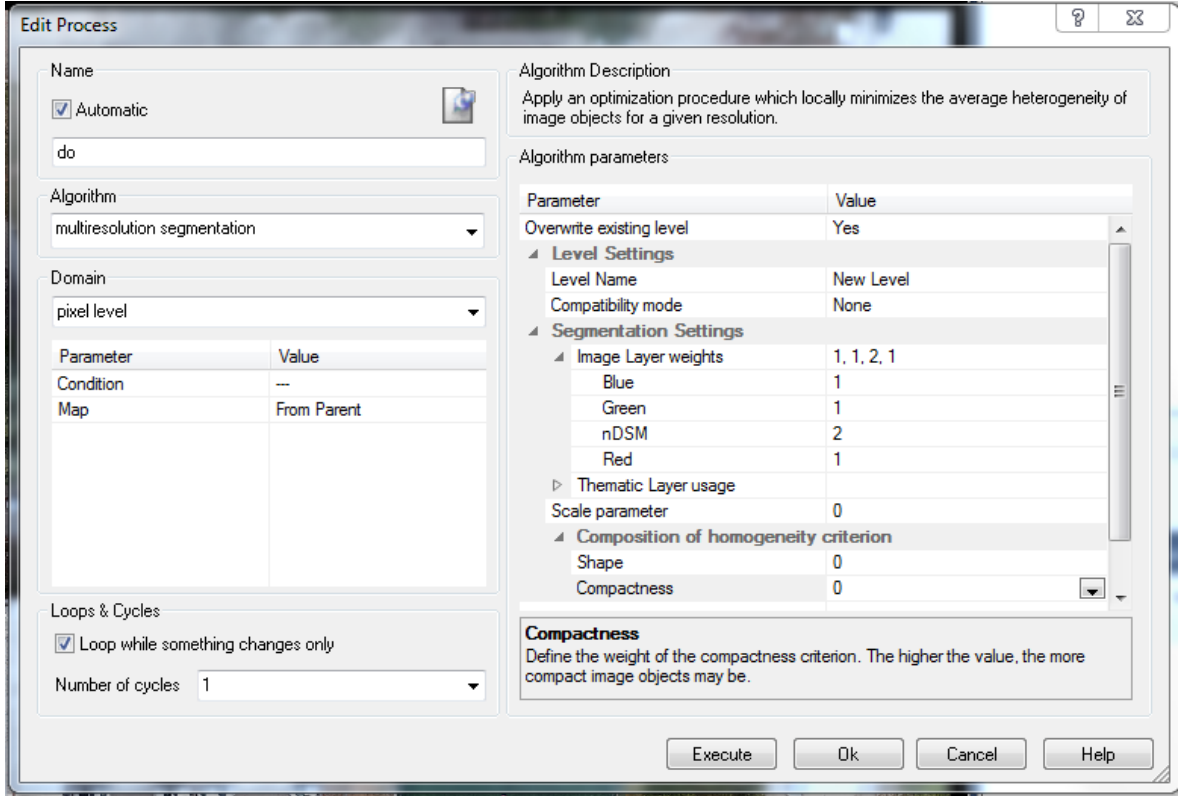 Edit Process
Name
Automatic
do
Algorithm
multiresolution segmentation
Domain
pixel level
Parameter Value
Condition ---
Map From Parent
Loops & Cycles
Loop while something changes only
Number of cycles 1
Algorithm Description
Apply an optimization procedure which locally minimizes the average heterogeneity of
image objects for a given resolution.
Algorithm parameters
Parameter Value
Overwrite existing level Yes
Level Settings
Level Name New Level
Compatibility mode None
Segmentation Settings
Image Layer weights 1, 1, 2, 1
Blue 1
Green 1
nDSM 2
Red 1
Thematic Layer usage
Scale parameter 0
Composition of homogeneity criterion
Shape 0
Compactness 0
Compactness
Define the weight of the compactness criterion. The higher the value, the more
compact image objects may be.
Execute Ok Cancel Help